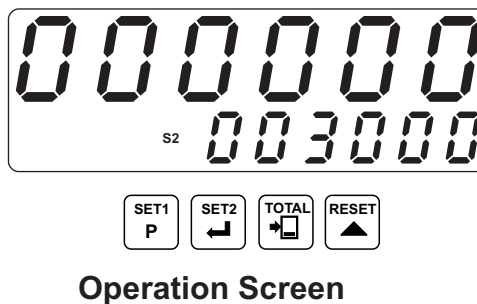 000000
S2 003000
SET1 SET2 TOTAL RESET
P
Operation Screen